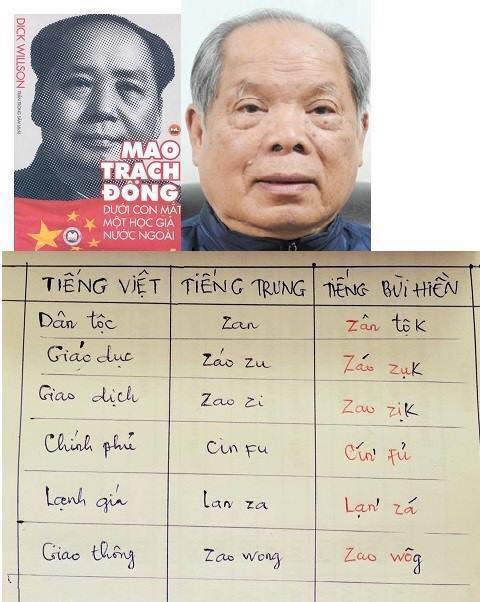 DICK WILLSON
MAO
TRẠCH
ĐÔNG
DƯỚI CON MẮT
MỘT HỌC GIẢ
NƯỚC NGOÀI
TIẾNG VIỆT TIẾNG TRUNG TIẾNG BÙI HIỀN
Dân tộc Zan Zân tộk
Giáo dục Záo zu Záo zụk
Giao dịch Zao zi Zao zịk
Chính phủ Cin Fu Cín' Fủ
Lạnh giá Lan za Lạn' zá
Giao thông Zao wong Zao wôg